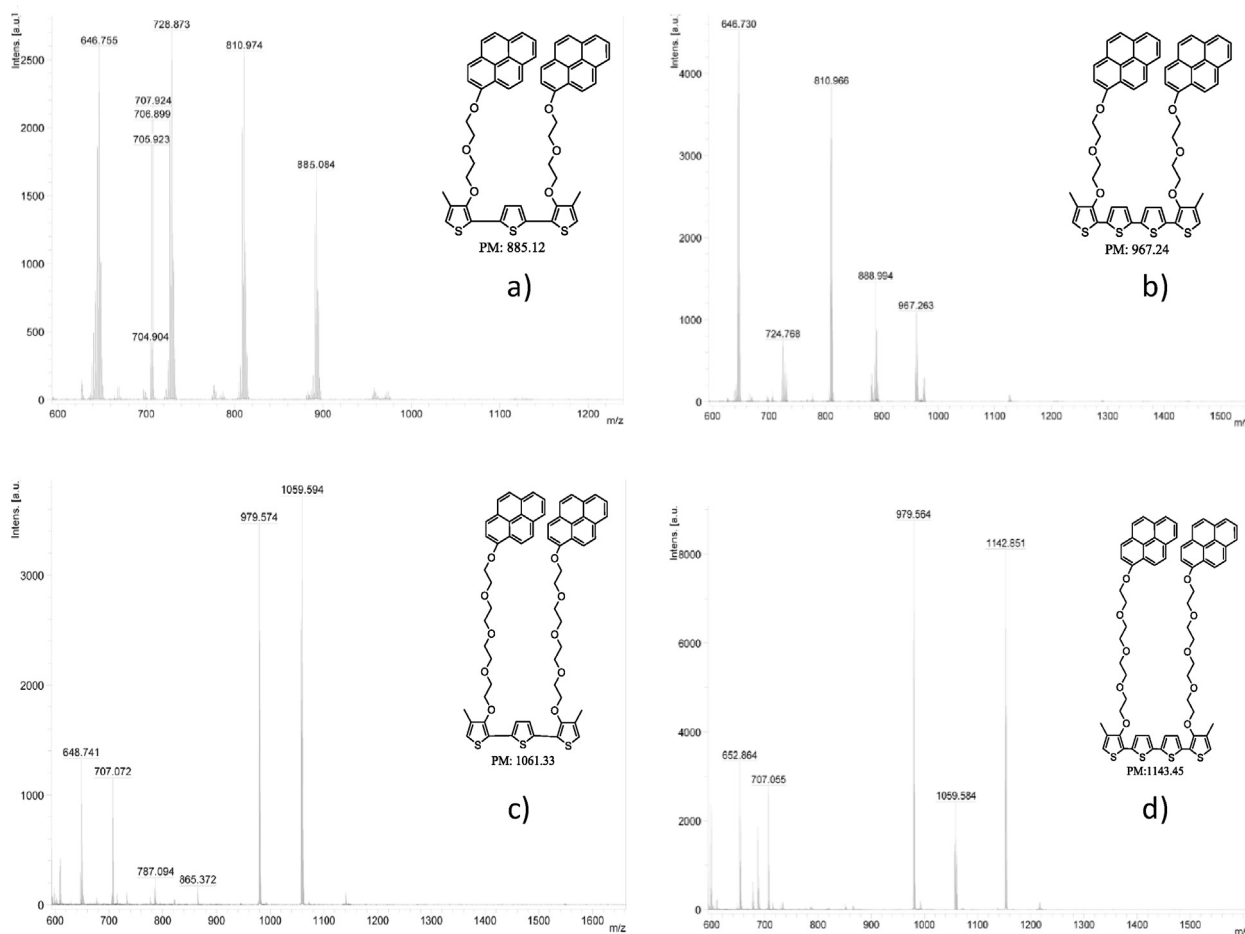 Intens. [a.u.]
728.873
646.755
810.974
2500
707.924
706.899
705.923
2000
885.084
1500
1000
500
704.904
0
600 700 800 900 1000 1100 1200
m/z
O O
O O
O O
S S S
PM: 885.12
a)
Intens. [a.u.]
646.730
810.966
4000
3000
2000
888.994
967.263
1000
724.768
0
600 700 800 900 1000 1100 1200 1300 1400 1500
m/z
O O
O O
O O
S S S S
PM: 967.24
b)
Intens. [a.u.
1059.594
979.574
3000
2000
648.741
707.072
1000
787.094
865.372
0
600 700 800 900 1000 1100 1200 1300 1400 1500 1600
m/z
O O
O O
O O
O O
O O
S S S
PM: 1061.33
c)
Intens. [a.u.
979.564
1142.851
8000
6000
4000
652.864
707.055
1059.584
2000
0
600 700 800 900 1000 1100 1200 1300 1400 1500
m/z
O O
O O
O O
O O
O O
S S S S
PM:1143.45
d)